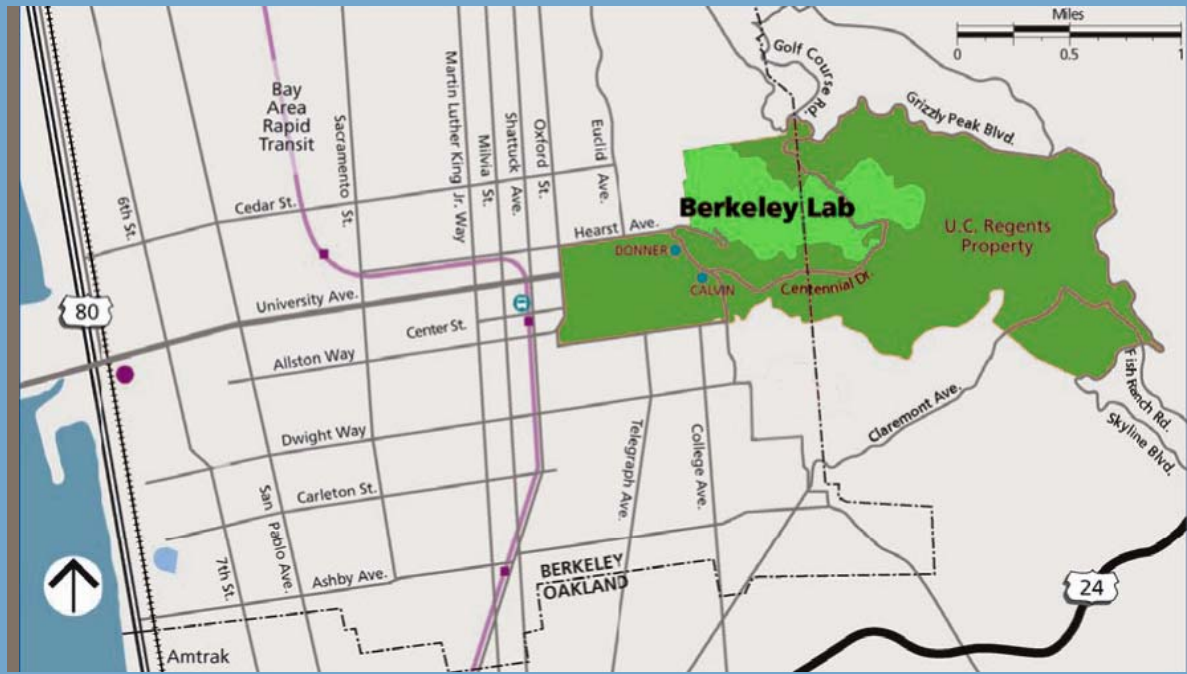 Miles
0
0.5
1
Golf Course Rd.
Grizzly Peak Blvd.
Bay
Area
Rapid
Transit
Sacramento St.
Martin Luther King Jr. Way
Milvia St.
Shattuck Ave.
Oxford St.
Euclid Ave.
6th St.
Cedar St.
Berkeley Lab
Hearst Ave.
DONNER
U.C. Regents
Property
CALVIN
Centennial Dr.
80
University Ave.
Center St.
Allston Way
Fish Ranch Rd.
Claremont Ave.
Skyline Blvd.
Dwight Way
Telegraph Ave.
College Ave.
Carleton St.
San Pablo Ave.
7th St.
Ashby Ave.
BERKELEY
OAKLAND
24
Amtrak